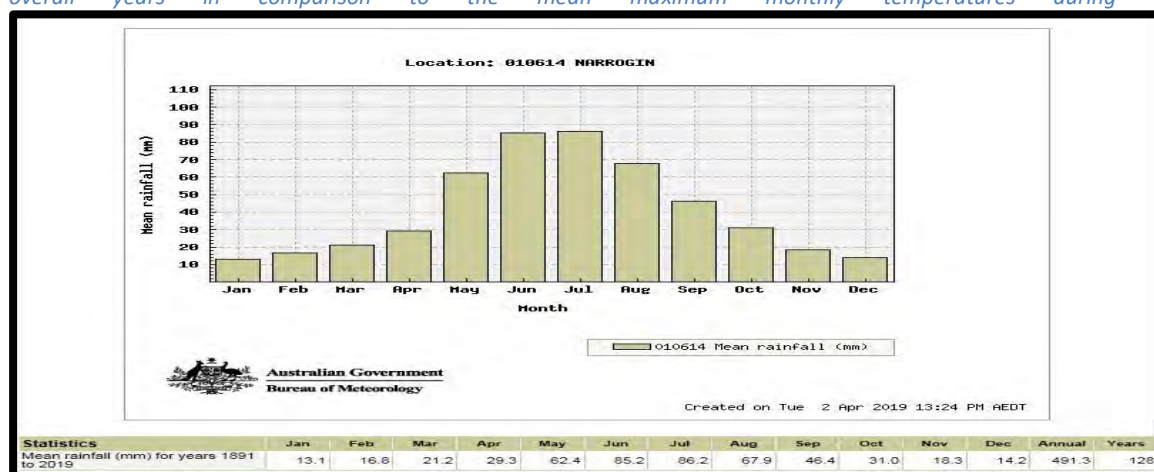 overall years in comparison to the mean maximum monthly temperatures during
Location: 010614 NARROGIN
Mean rainfall (mm)
110
100
90
80
70
60
50
40
30
20
10
Jan Feb Mar Apr May Jun Jul Aug Sep Oct Nov Dec
Month
010614 Mean rainfall (mm)
Australian Government
Bureau of Meteorology
Created on Tue 2 Apr 2019 13:24 PM AEDT
Statistics Jan Feb Mar Apr May Jun Jul Aug Sep Oct Nov Dec Annual Years
Mean rainfall (mm) for years 1891 to 2019 13.1 16.8 21.2 29.3 62.4 85.2 86.2 67.9 46.4 31.0 18.3 14.2 491.3 128